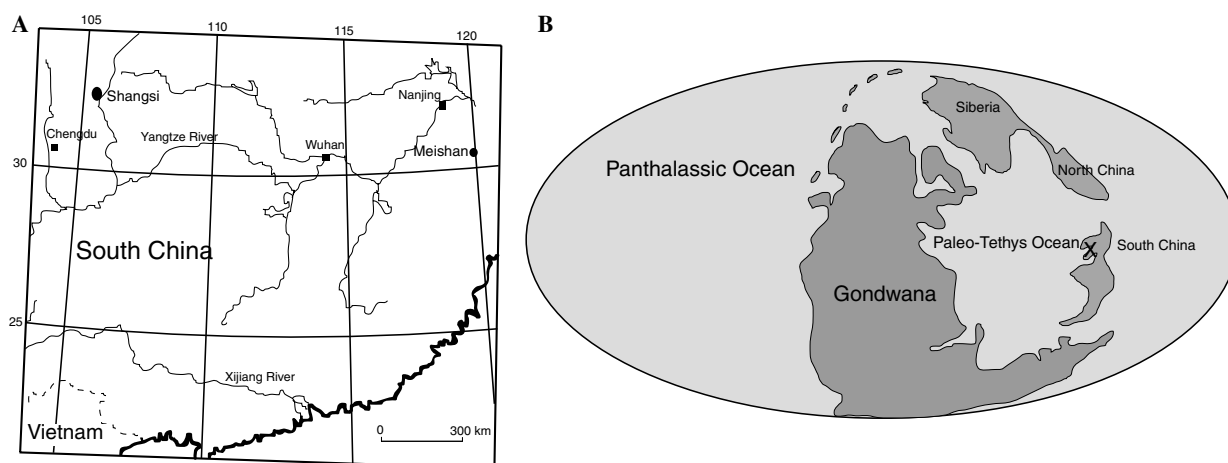 A
105
110
115
120
Shangsi
Nanjing
Chengdu
Yangtze River
Wuhan
Meishan
30
South China
25
Xijiang River
Vietnam
0 300 km
B
Siberia
Panthalassic Ocean
North China
Paleo-Tethys Ocean
X
South China
Gondwana